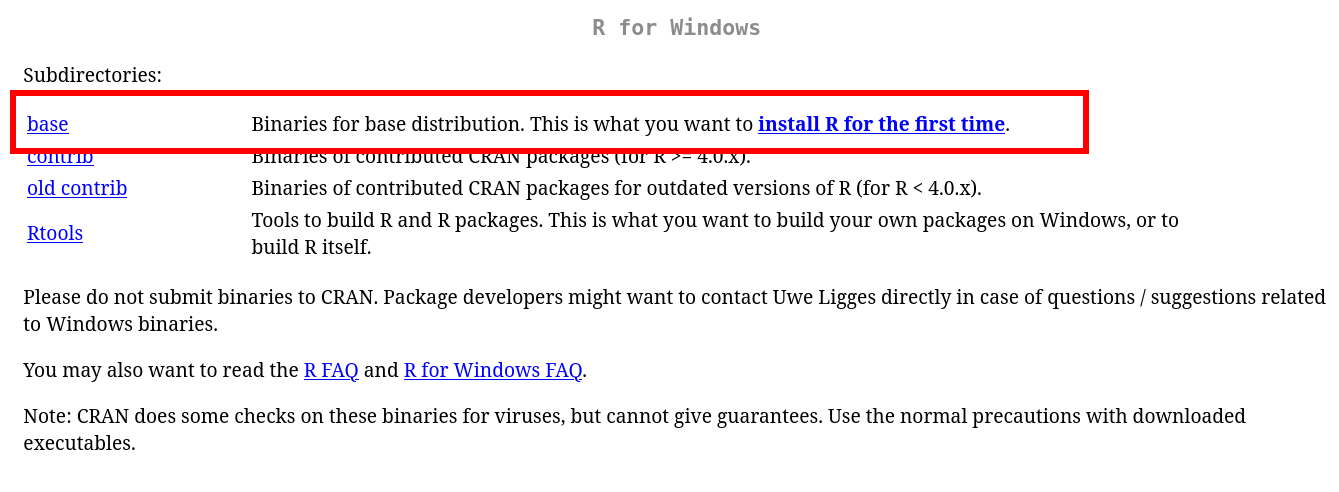 R for Windows
Subdirectories:
base Binaries for base distribution. This is what you want to install R for the first time.
contrib Binaries of contributed CRAN packages (for R >= 4.0.x).
old contrib Binaries of contributed CRAN packages for outdated versions of R (for R < 4.0.x).
Rtools Tools to build R and R packages. This is what you want to build your own packages on Windows, or to
build R itself.
Please do not submit binaries to CRAN. Package developers might want to contact Uwe Ligges directly in case of questions / suggestions related
to Windows binaries.
You may also want to read the R FAQ and R for Windows FAQ.
Note: CRAN does some checks on these binaries for viruses, but cannot give guarantees. Use the normal precautions with downloaded
executables.